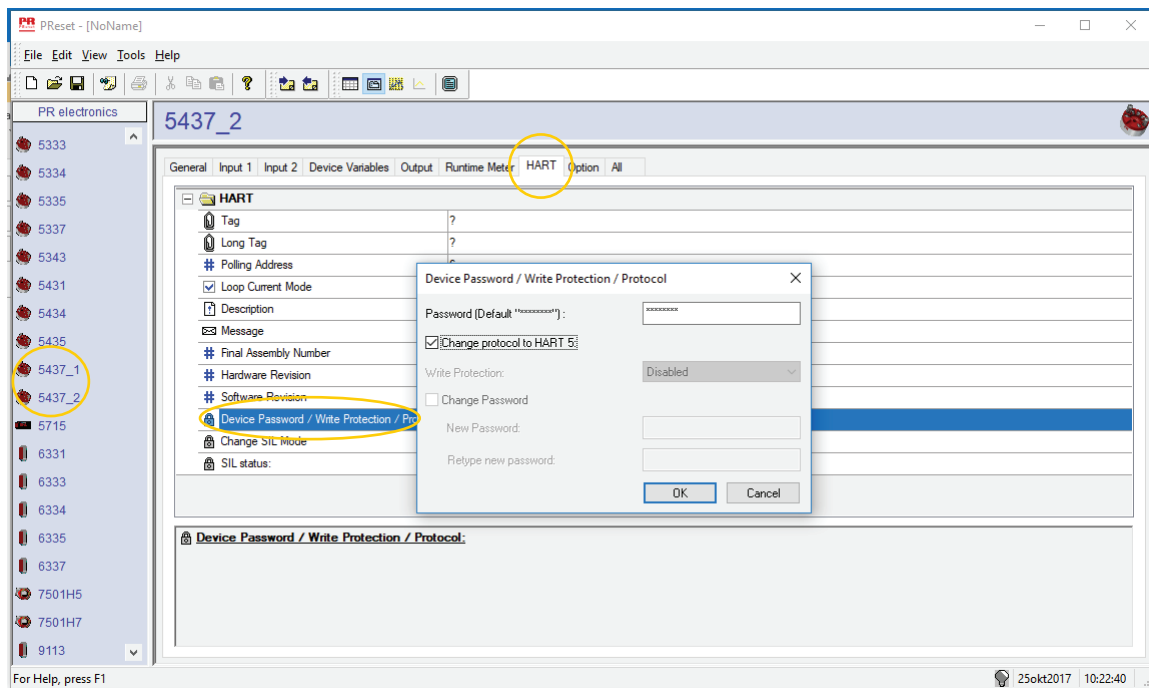 PR PReset - [NoName]
File Edit View Tools Help
PR electronics
5333
5334
5335
5337
5343
5431
5434
5435
5437_1
5437_2
5715
6331
6333
6334
6335
6337
7501H5
7501H7
9113
5437_2
General Input 1 Input 2 Device Variables Output Runtime Meter HART Option All
HART
Tag ?
Long Tag ?
# Polling Address
Loop Current Mode
Description
Message
# Final Assembly Number
# Hardware Revision
# Software Revision
Device Password / Write Protection / Pro
Change SIL Mode
SIL status:
Device Password / Write Protection / Protocol
Password (Default "********") : ********
Change protocol to HART 5:
Write Protection: Disabled
Change Password
New Password:
Retype new password:
OK Cancel
Device Password / Write Protection / Protocol:
For Help, press F1 25okt2017 10:22:40